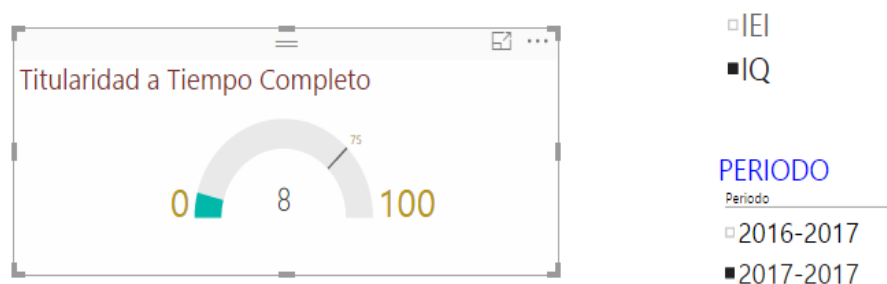 Titularidad a Tiempo Completo
75
0
8
100
IEI
IQ
PERIODO
Periodo
2016-2017
2017-2017